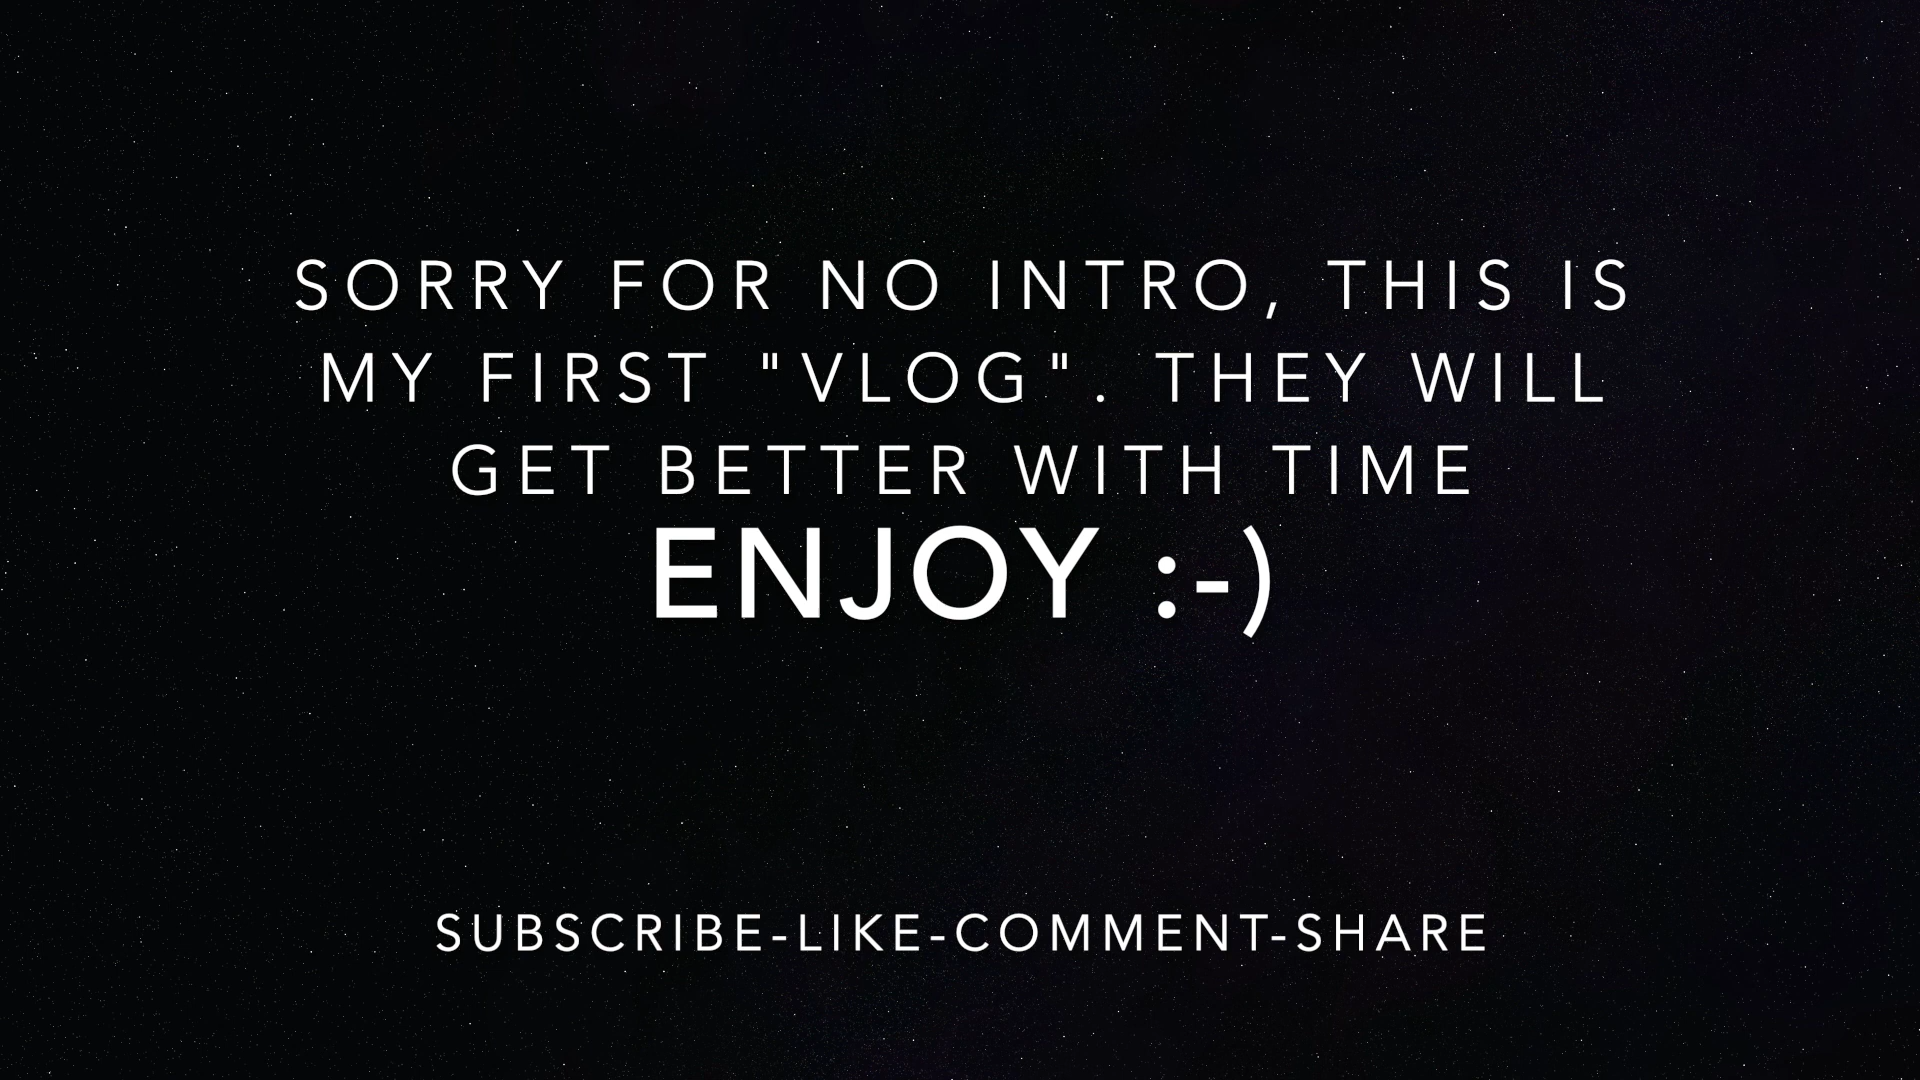 SORRY FOR NO INTRO, THIS IS
MY FIRST "VLOG". THEY WILL
GET BETTER WITH TIME
ENJOY :-)
SUBSCRIBE-LIKE-COMMENT-SHARE